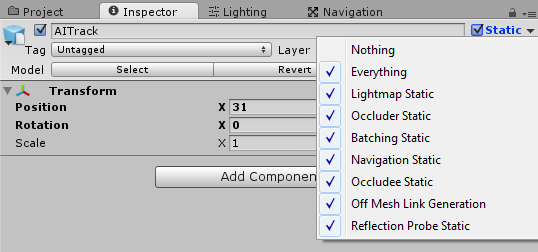 Project Inspector Lighting Navigation
AITrack Static
Tag Untagged Layer
Model Select Revert
Transform
Position X 31
Rotation X 0
Scale X 1
Add Componen
Nothing
Everything
Lightmap Static
Occluder Static
Batching Static
Navigation Static
Occludee Static
Off Mesh Link Generation
Reflection Probe Static